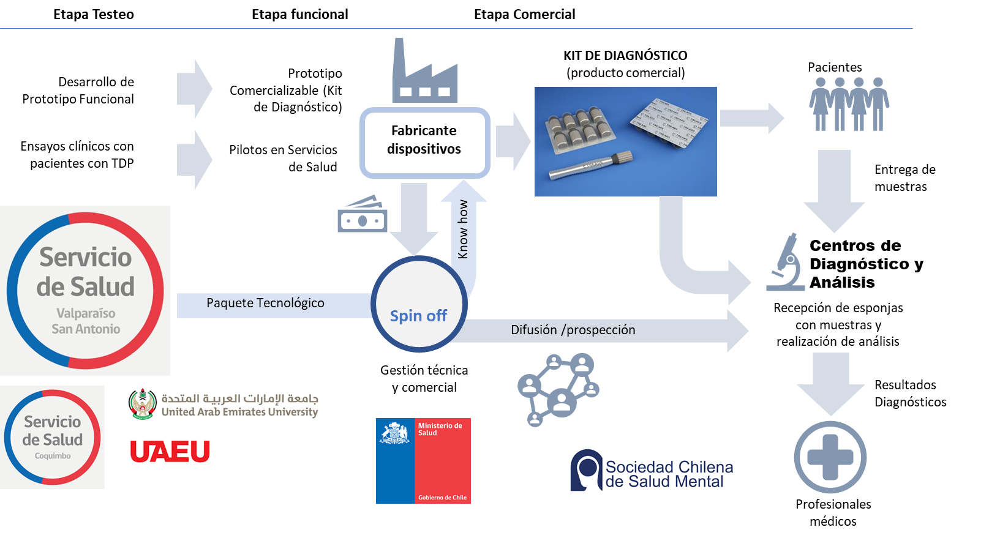 Etapa Testeo
Etapa funcional
Etapa Comercial
Desarrollo de
Prototipo Funcional
Prototipo
Comercializable (Kit
de Diagnóstico)
Ensayos clínicos con
pacientes con TDP
Pilotos en Servicios
de Salud
Fabricante
dispositivos
KIT DE DIAGNÓSTICO
(producto comercial)
Pacientes
Entrega de
muestras
Know how
Servicio
de Salud
Valparaíso
San Antonio
Paquete Tecnológico
Spin off
Difusión /prospección
Centros de
Diagnóstico y
Análisis
Recepción de esponjas
con muestras y
realización de análisis
Gestión técnica
y comercial
Resultados
Diagnósticos
Servicio
de Salud
Coquimbo
جامعة الإمارات العربية المتحدة
United Arab Emirates University
UAEU
Ministerio de
Salud
Gobierno de Chile
Sociedad Chilena
de Salud Mental
Profesionales
médicos